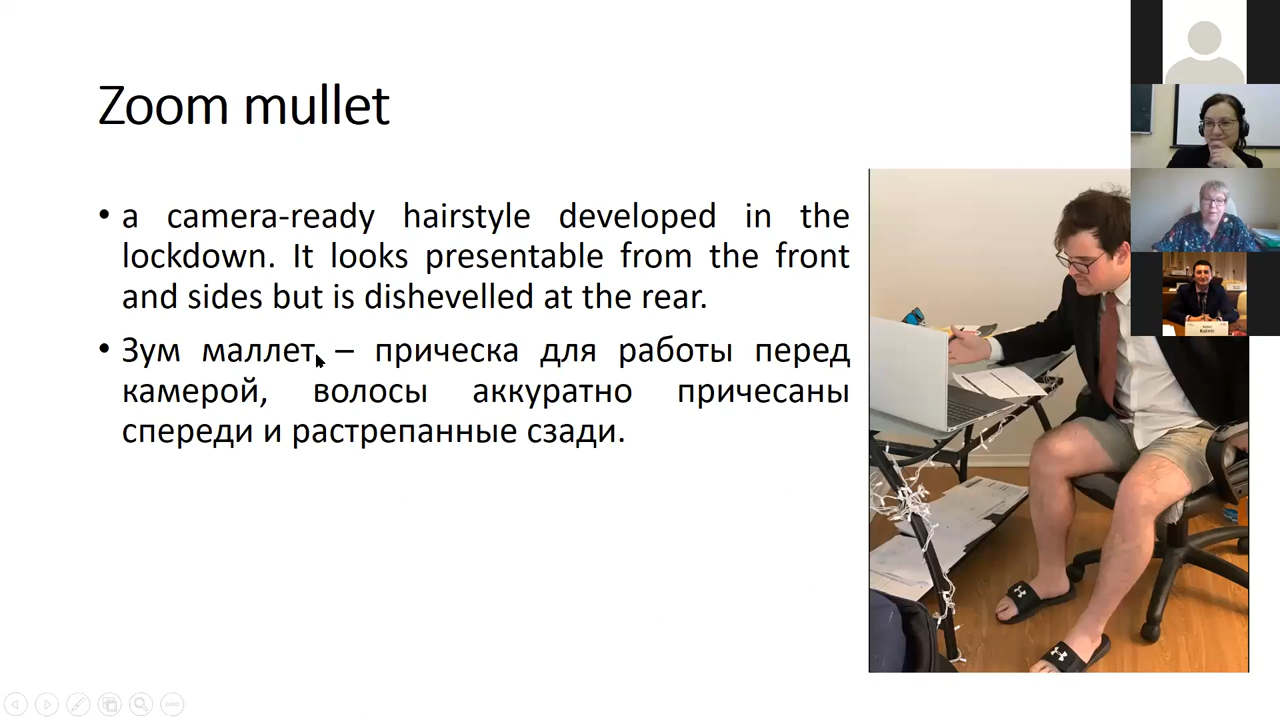 Zoom mullet
• a camera-ready hairstyle developed in the
lockdown. It looks presentable from the front
and sides but is dishevelled at the rear.
• Зум маллет – прическа для работы перед
камерой, волосы аккуратно причесаны
спереди и растрепанные сзади.